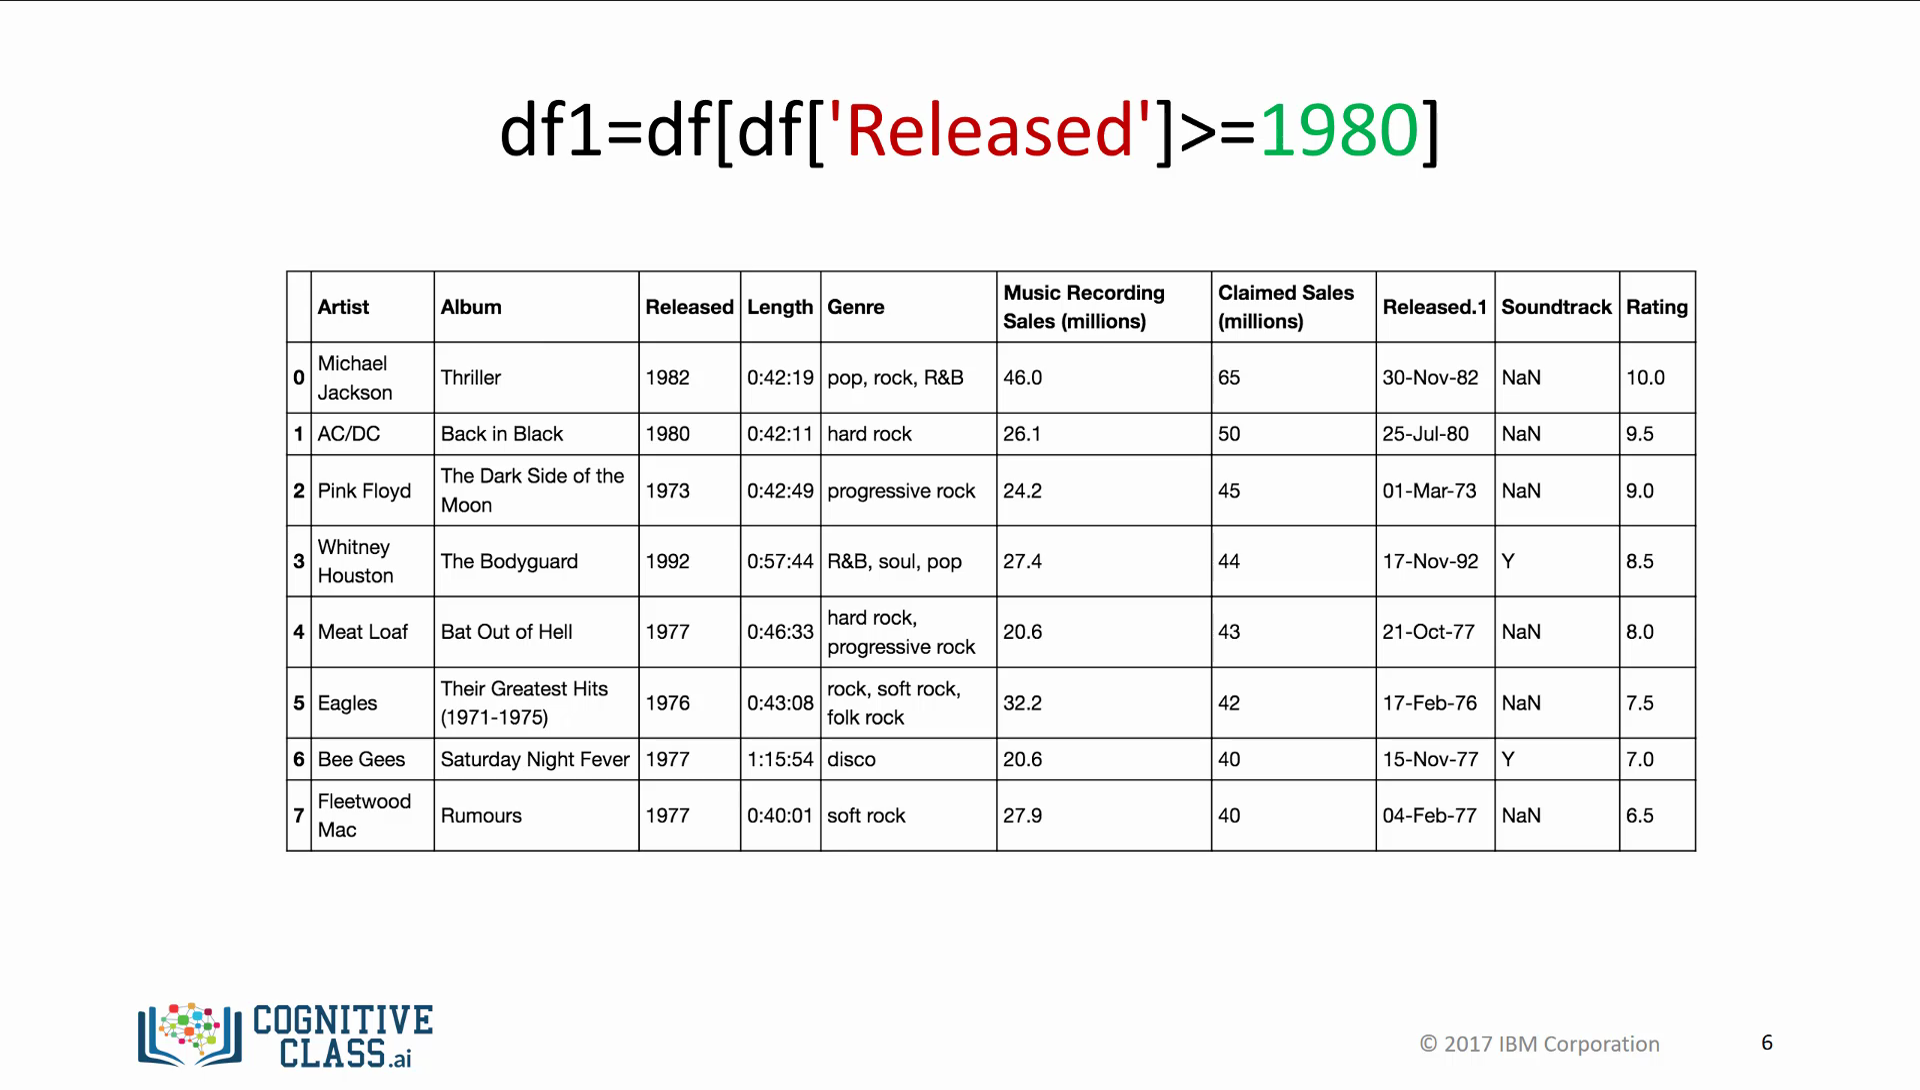 df1=df[df['Released']>=1980]
Artist Album Released Length Genre Music Recording Sales (millions) Claimed Sales (millions) Released.1 Soundtrack Rating
0 Michael Jackson Thriller 1982 0:42:19 pop, rock, R&B 46.0 65 30-Nov-82 NaN 10.0
1 AC/DC Back in Black 1980 0:42:11 hard rock 26.1 50 25-Jul-80 NaN 9.5
2 Pink Floyd The Dark Side of the Moon 1973 0:42:49 progressive rock 24.2 45 01-Mar-73 NaN 9.0
3 Whitney Houston The Bodyguard 1992 0:57:44 R&B, soul, pop 27.4 44 17-Nov-92 Y 8.5
4 Meat Loaf Bat Out of Hell 1977 0:46:33 hard rock, progressive rock 20.6 43 21-Oct-77 NaN 8.0
5 Eagles Their Greatest Hits (1971-1975) 1976 0:43:08 rock, soft rock, folk rock 32.2 42 17-Feb-76 NaN 7.5
6 Bee Gees Saturday Night Fever 1977 1:15:54 disco 20.6 40 15-Nov-77 Y 7.0
7 Fleetwood Mac Rumours 1977 0:40:01 soft rock 27.9 40 04-Feb-77 NaN 6.5
COGNITIVE
CLASS.ai
© 2017 IBM Corporation 6